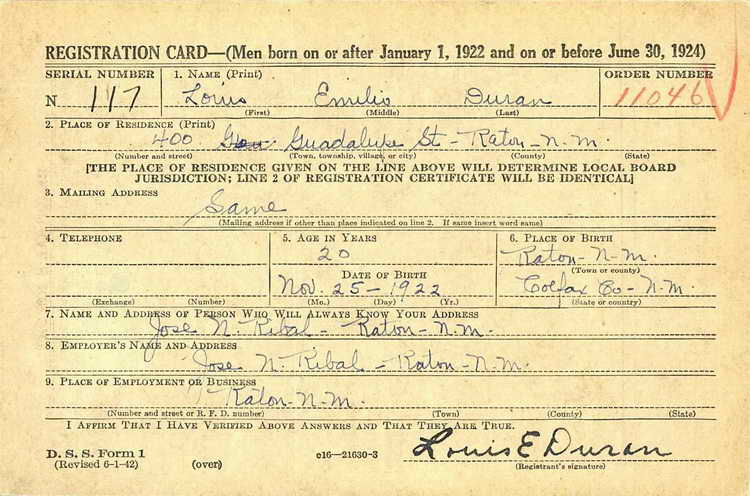 REGISTRATION CARD—(Men born on or after January 1, 1922 and on or before June 30, 1924)
SERIAL NUMBER 1. NAME (Print) ORDER NUMBER
N 117 Louis Emilio Duran 11046
(First) (Middle) (Last)
2. PLACE OF RESIDENCE (Print)
400 Guadalupe St - Raton - N. M.
(Number and street) (Town, township, village, or city) (County) (State)
[THE PLACE OF RESIDENCE GIVEN ON THE LINE ABOVE WILL DETERMINE LOCAL BOARD
JURISDICTION; LINE 2 OF REGISTRATION CERTIFICATE WILL BE IDENTICAL]
3. MAILING ADDRESS
Same
(Mailing address if other than place indicated on line 2. If same insert word same)
4. TELEPHONE 5. AGE IN YEARS 6. PLACE OF BIRTH
20 Raton - N. M.
DATE OF BIRTH (Town or county)
Nov. 25 - 1922 Colfax Co - N. M.
(Exchange) (Number) (Mo.) (Day) (Yr.) (State or country)
7. NAME AND ADDRESS OF PERSON WHO WILL ALWAYS KNOW YOUR ADDRESS
Jose N. Ribal - Raton - N. M.
8. EMPLOYER'S NAME AND ADDRESS
Jose N. Ribal - Raton - N. M.
9. PLACE OF EMPLOYMENT OR BUSINESS
Raton - N. M.
(Number and street or R. F. D. number) (Town) (County) (State)
I AFFIRM THAT I HAVE VERIFIED ABOVE ANSWERS AND THAT THEY ARE TRUE.
D. S. S. Form 1 Louis E Duran
(Revised 6-1-42) (over) c16—21630-3 (Registrant's signature)